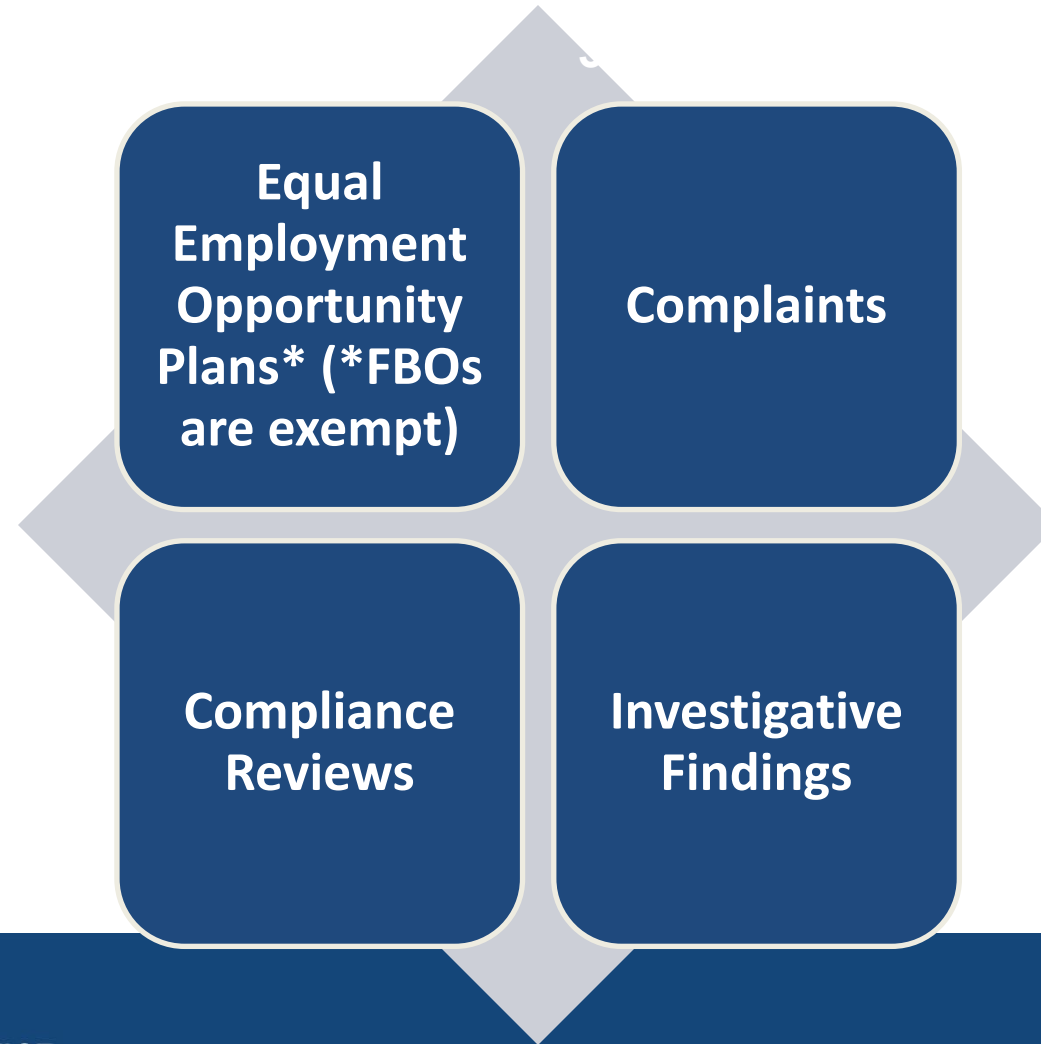 Equal
Employment
Opportunity
Plans* (*FBOs
are exempt)
Complaints
Compliance
Reviews
Investigative
Findings